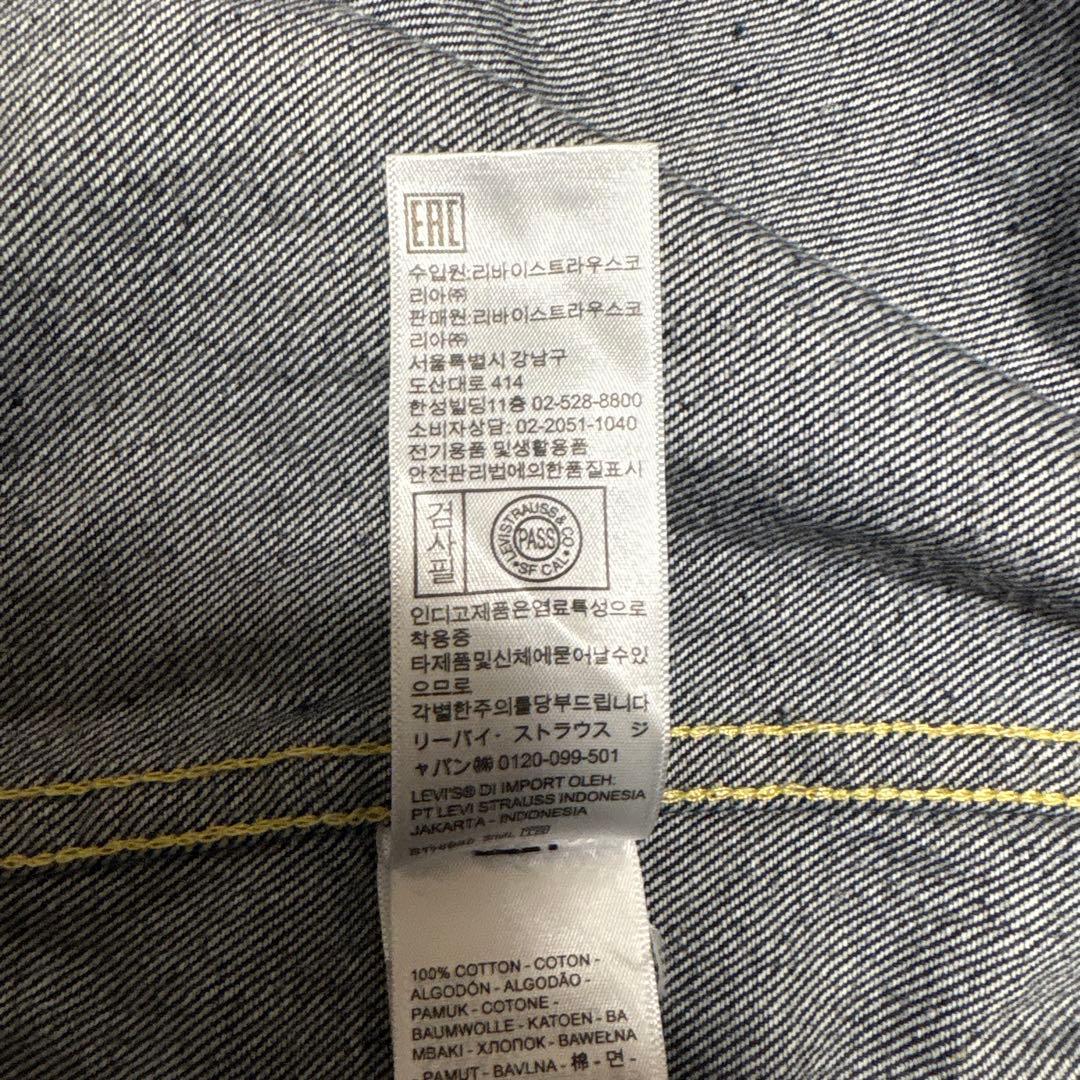 EAC
수입원:리바이스트라우스코
리아㈜
판매원:리바이스트라우스코
리아㈜
서울특별시 강남구
도산대로 414
한성빌딩11층 02-528-8800
소비자상담: 02-2051-1040
전기용품 및생활용품
안전관리법에의한품질표시
검사필
LEVI STRAUSS & CO
PASS
SF CAL
인디고제품은염료특성으로
착용중
타제품및신체에묻어날수있
으므로
각별한주의를당부드립니다
リーバイ・ストラウス ジ
ャパン㈱ 0120-099-501
LEVI'S® DI IMPORT OLEH:
PT LEVI STRAUSS INDONESIA
JAKARTA - INDONESIA
100% COTTON - COTON -
ALGODÓN - ALGODÃO -
PAMUK - COTONE -
BAUMWOLLE - KATOEN - BA
MBAKI - ХЛОПОК - BAWEŁNA
- PAMUT - BAVLNA - 棉 - 면 -